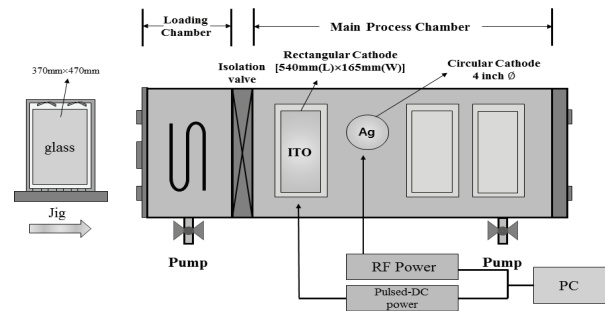 Loading
Chamber
Main Process Chamber
Isolation
valve
Rectangular Cathode
[540mm(L)×165mm(W)]
Circular Cathode
4 inch Ø
370mm×470mm
glass
Jig
ITO
Ag
Pump
Pump
RF Power
Pulsed-DC
power
PC